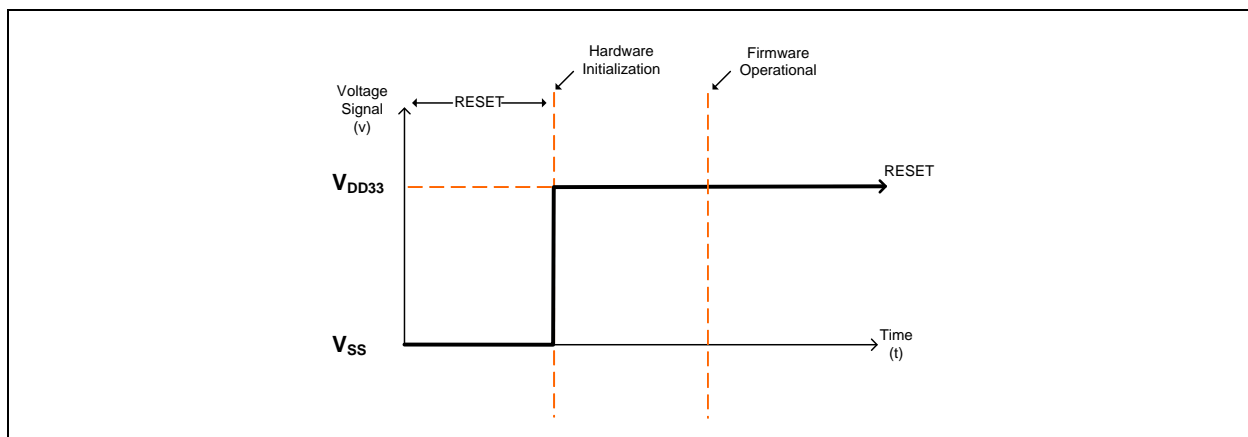 Hardware
Initialization
Firmware
Operational
Voltage
Signal
(v)
RESET
VDD33
RESET
VSS
Time
(t)